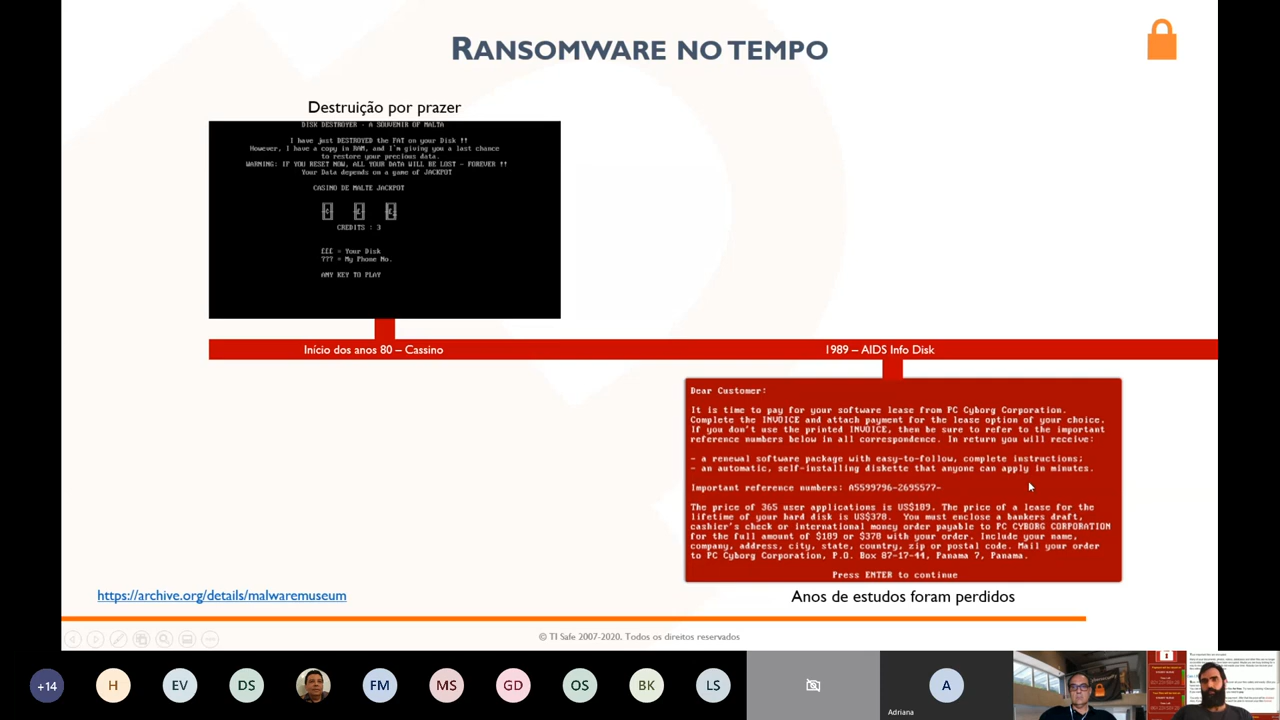 RANSOMWARE NO TEMPO
Destruição por prazer
DISK DESTROYER - A SOUVENIR OF MALTA
I have just DESTROYED the FAT on your Disk !!
However, I have a copy in RAM, and I'm giving you a last chance
to restore your precious data.
WARNING: IF YOU RESET NOW, ALL YOUR DATA WILL BE LOST - FOREVER !!
Your Data depends on a game of JACKPOT
CASINO DE MALTE JACKPOT
CREDITS : 3
£££ = Your Disk
??? = My Phone No.
ANY KEY TO PLAY
Início dos anos 80 – Cassino
1989 – AIDS Info Disk
Dear Customer:
It is time to pay for your software lease from PC Cyborg Corporation.
Complete the INVOICE and attach payment for the lease option of your choice.
If you don't use the printed INVOICE, then be sure to refer to the important
reference numbers below in all correspondence. In return you will receive:
- a renewal software package with easy-to-follow, complete instructions;
- an automatic, self-installing diskette that anyone can apply in minutes.
Important reference numbers: A5599796-2695577-
The price of 365 user applications is US$189. The price of a lease for the
lifetime of your hard disk is US$378. You must enclose a bankers draft,
cashier's check or international money order payable to PC CYBORG CORPORATION
for the full amount of $189 or $378 with your order. Include your name,
company, address, city, state, country, zip or postal code. Mail your order
to PC Cyborg Corporation, P.O. Box 87-17-44, Panama 7, Panama.
Press ENTER to continue
Anos de estudos foram perdidos
https://archive.org/details/malwaremuseum
© TI Safe 2007-2020. Todos os direitos reservados
+14
H
EV
DS
FM
MS
GD
OS
BK
LS
A
Adriana